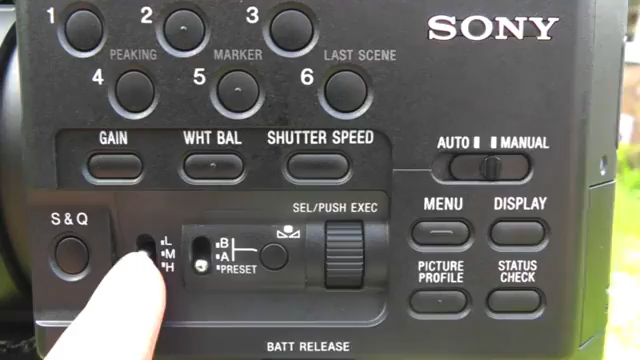 1 2 3 SONY
PEAKING MARKER LAST SCENE
4 5 6
GAIN WHT BAL SHUTTER SPEED AUTO MANUAL
SEL/PUSH EXEC MENU DISPLAY
S & Q
L
M
H
B
A
PRESET
PICTURE PROFILE
STATUS CHECK
BATT RELEASE